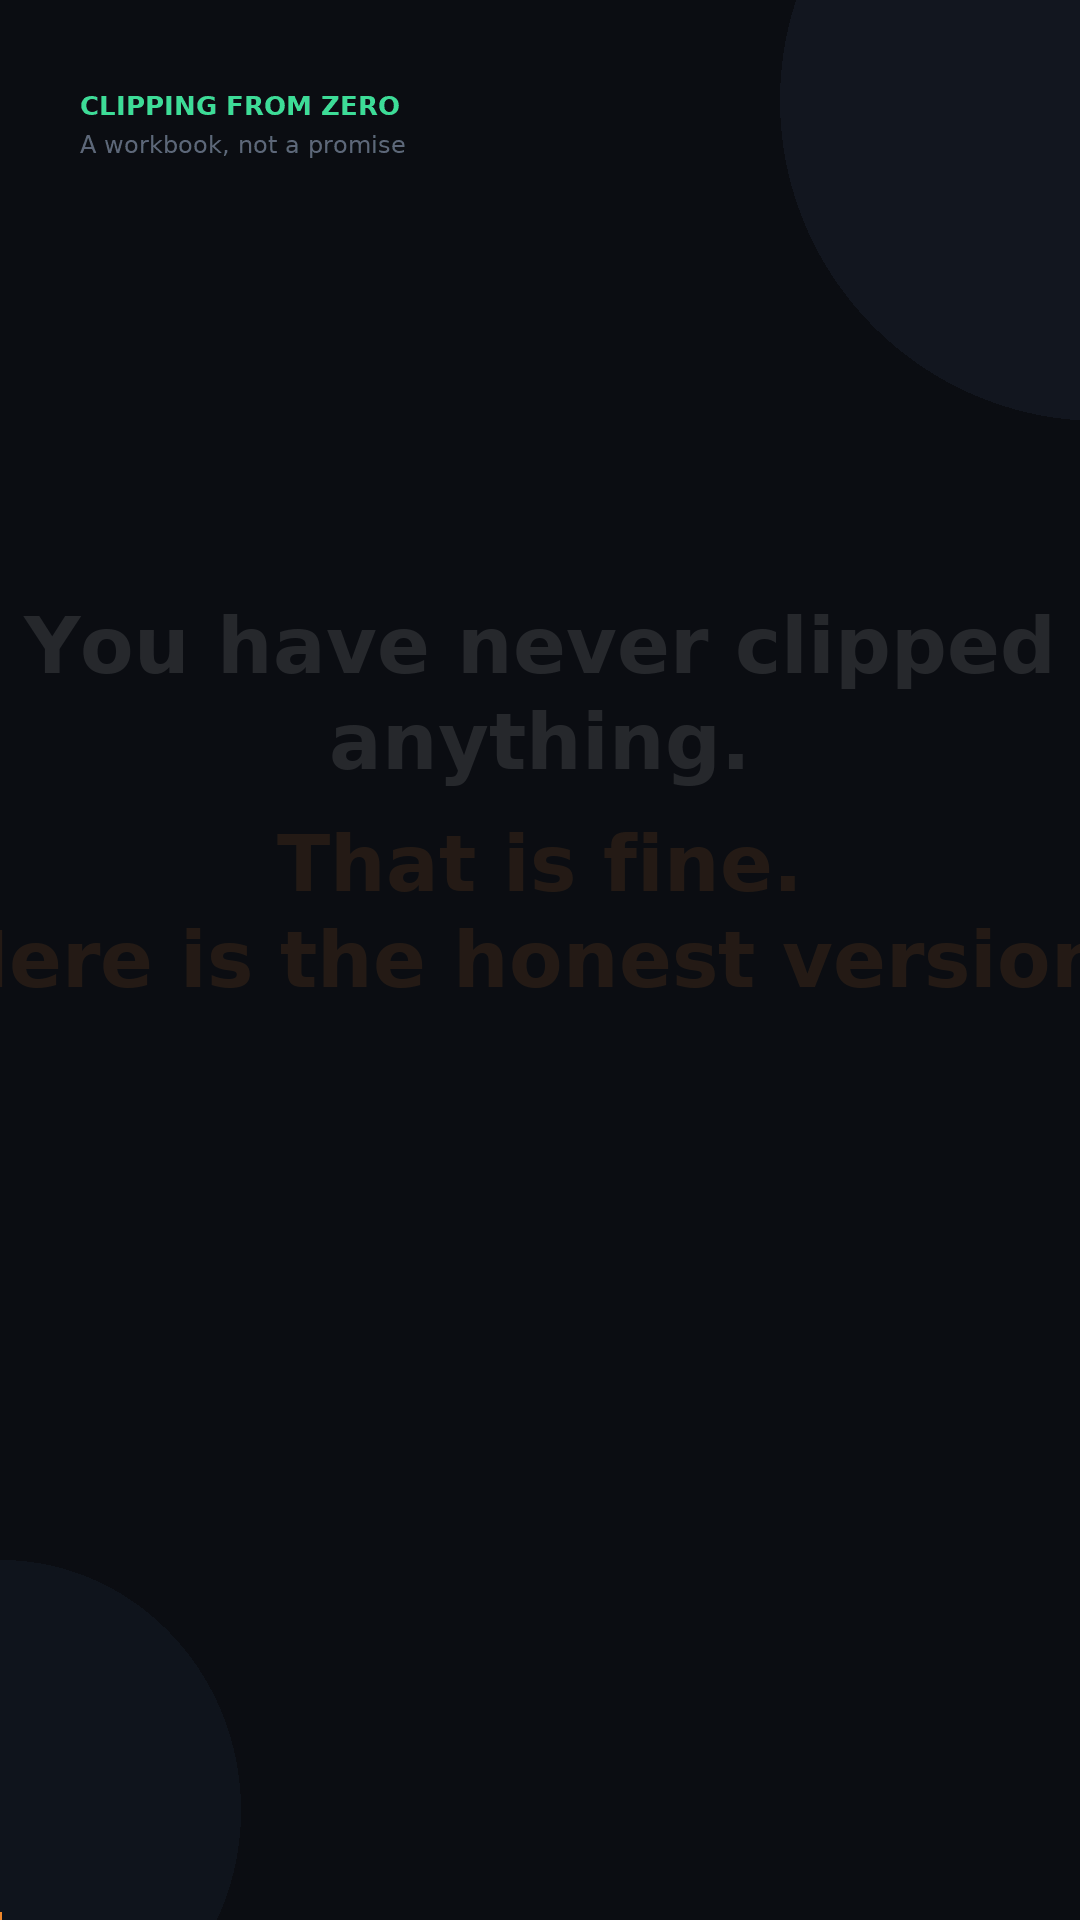 CLIPPING FROM ZERO
A workbook, not a promise
You have never clipped
anything.
That is fine.
is the honest